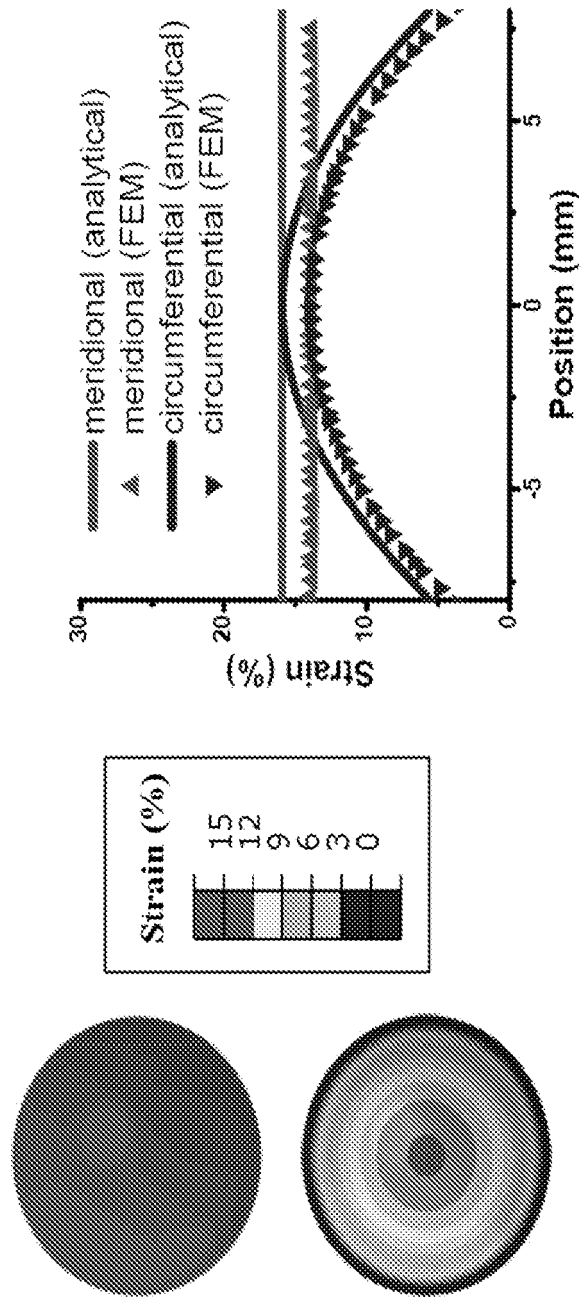 Strain (%)
15
12
9
6
3
0
meridional (analytical)
meridional (FEM)
circumferential (analytical)
circumferential (FEM)
30
20
10
0
Strain (%)
-5
0
5
Position (mm)